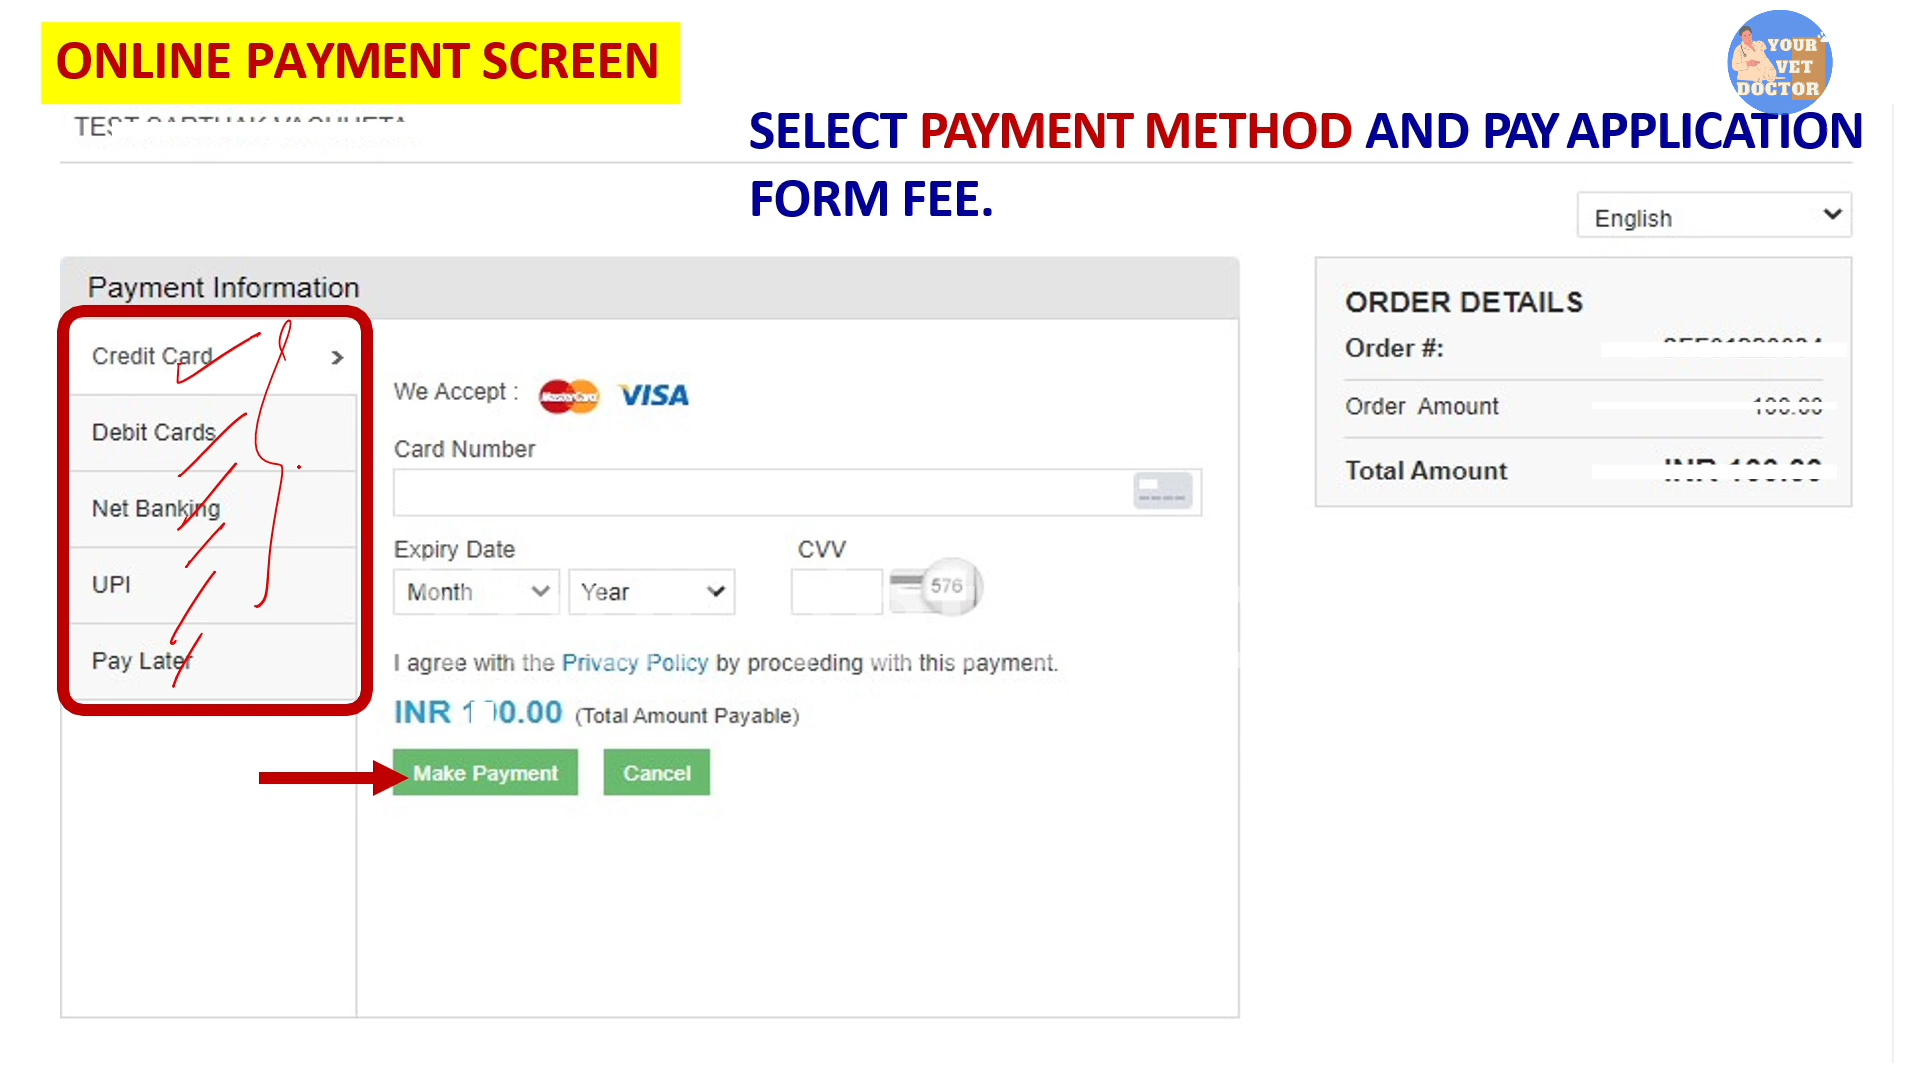 ONLINE PAYMENT SCREEN
YOUR
VET
DOCTOR
SELECT PAYMENT METHOD AND PAY APPLICATION
FORM FEE.
English
Payment Information
Credit Card
Debit Cards
Net Banking
UPI
Pay Later
We Accept :
MasterCard VISA
Card Number
Expiry Date CVV
Month Year 576
I agree with the Privacy Policy by proceeding with this payment.
INR (Total Amount Payable)
Make Payment Cancel
ORDER DETAILS
Order #:
Order Amount
Total Amount